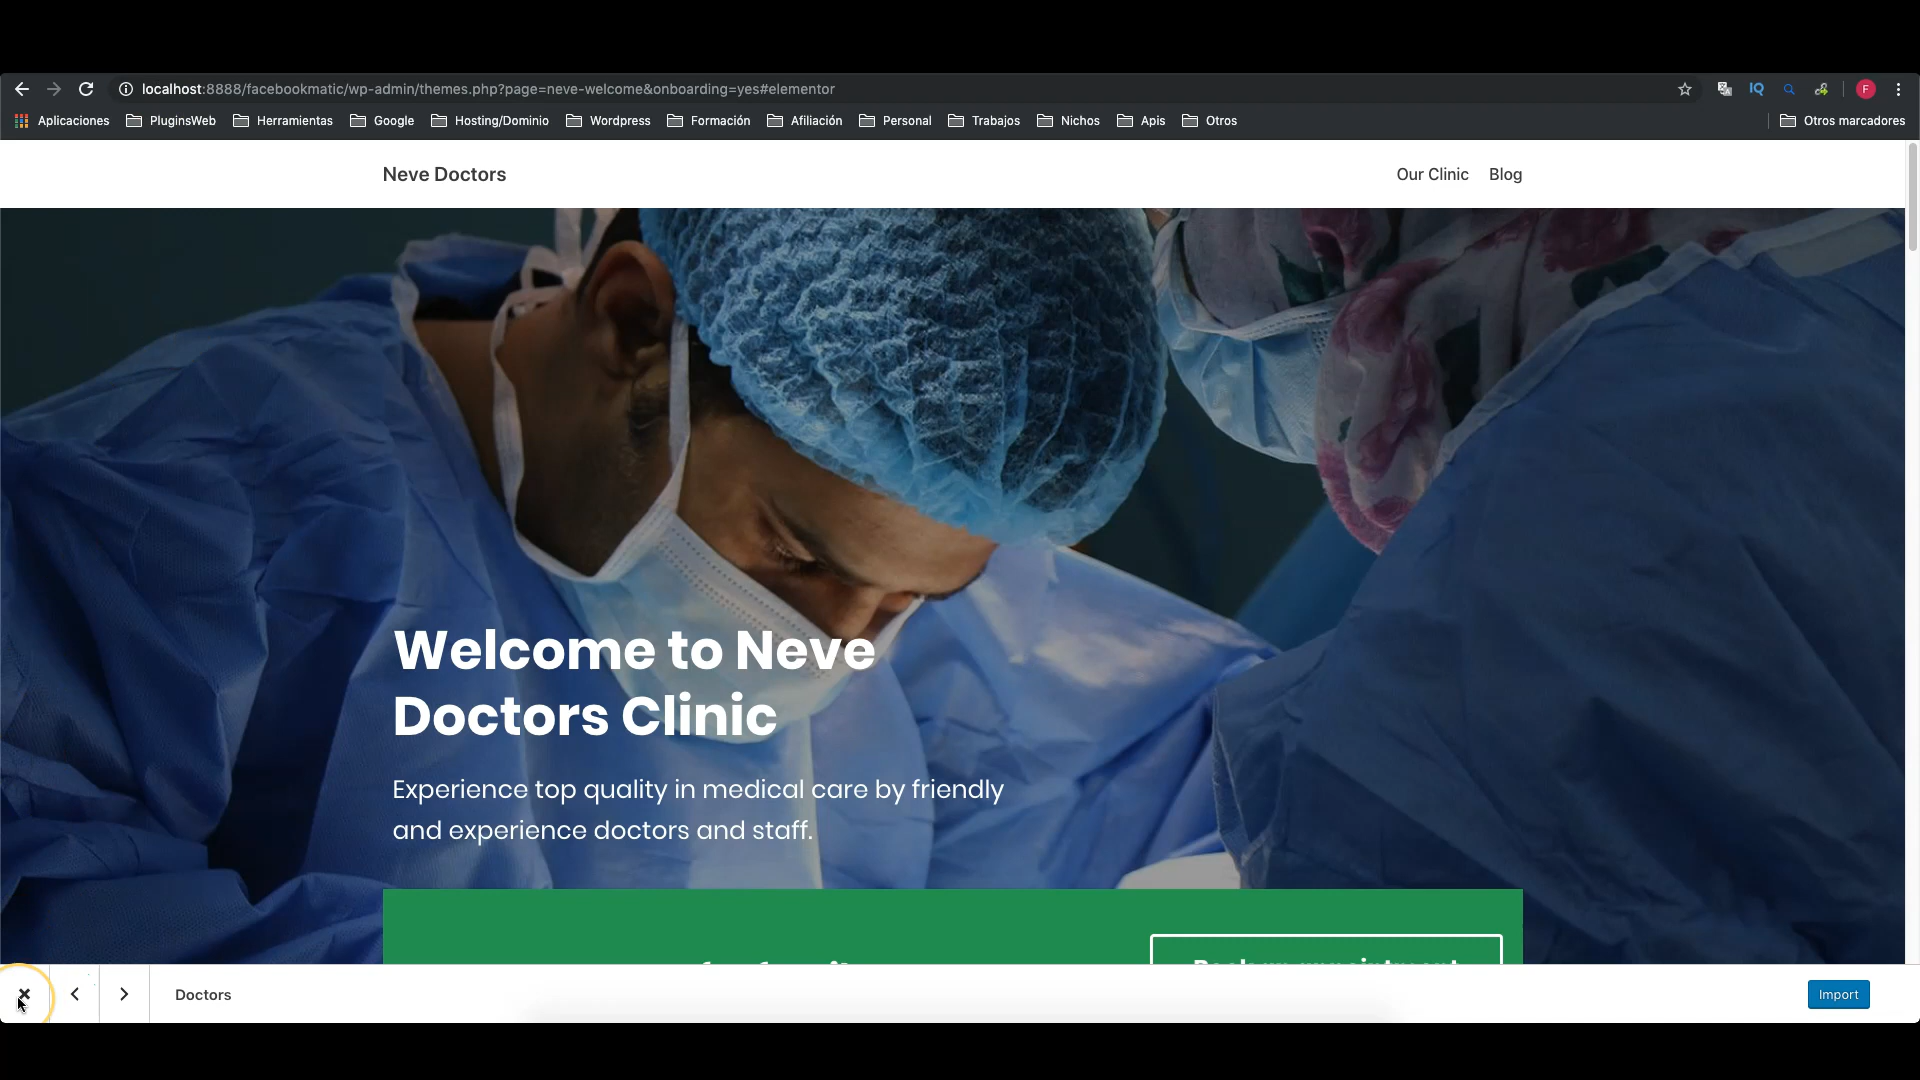 localhost:8888/facebookmatic/wp-admin/themes.php?page=neve-welcome&onboarding=yes#elementor
IQ
F
Aplicaciones PluginsWeb Herramientas Google Hosting/Dominio Wordpress Formación Afiliación Personal Trabajos Nichos Apis Otros Otros marcadores
Neve Doctors Our Clinic Blog
Welcome to Neve
Doctors Clinic
Experience top quality in medical care by friendly
and experience doctors and staff.
Doctors Import